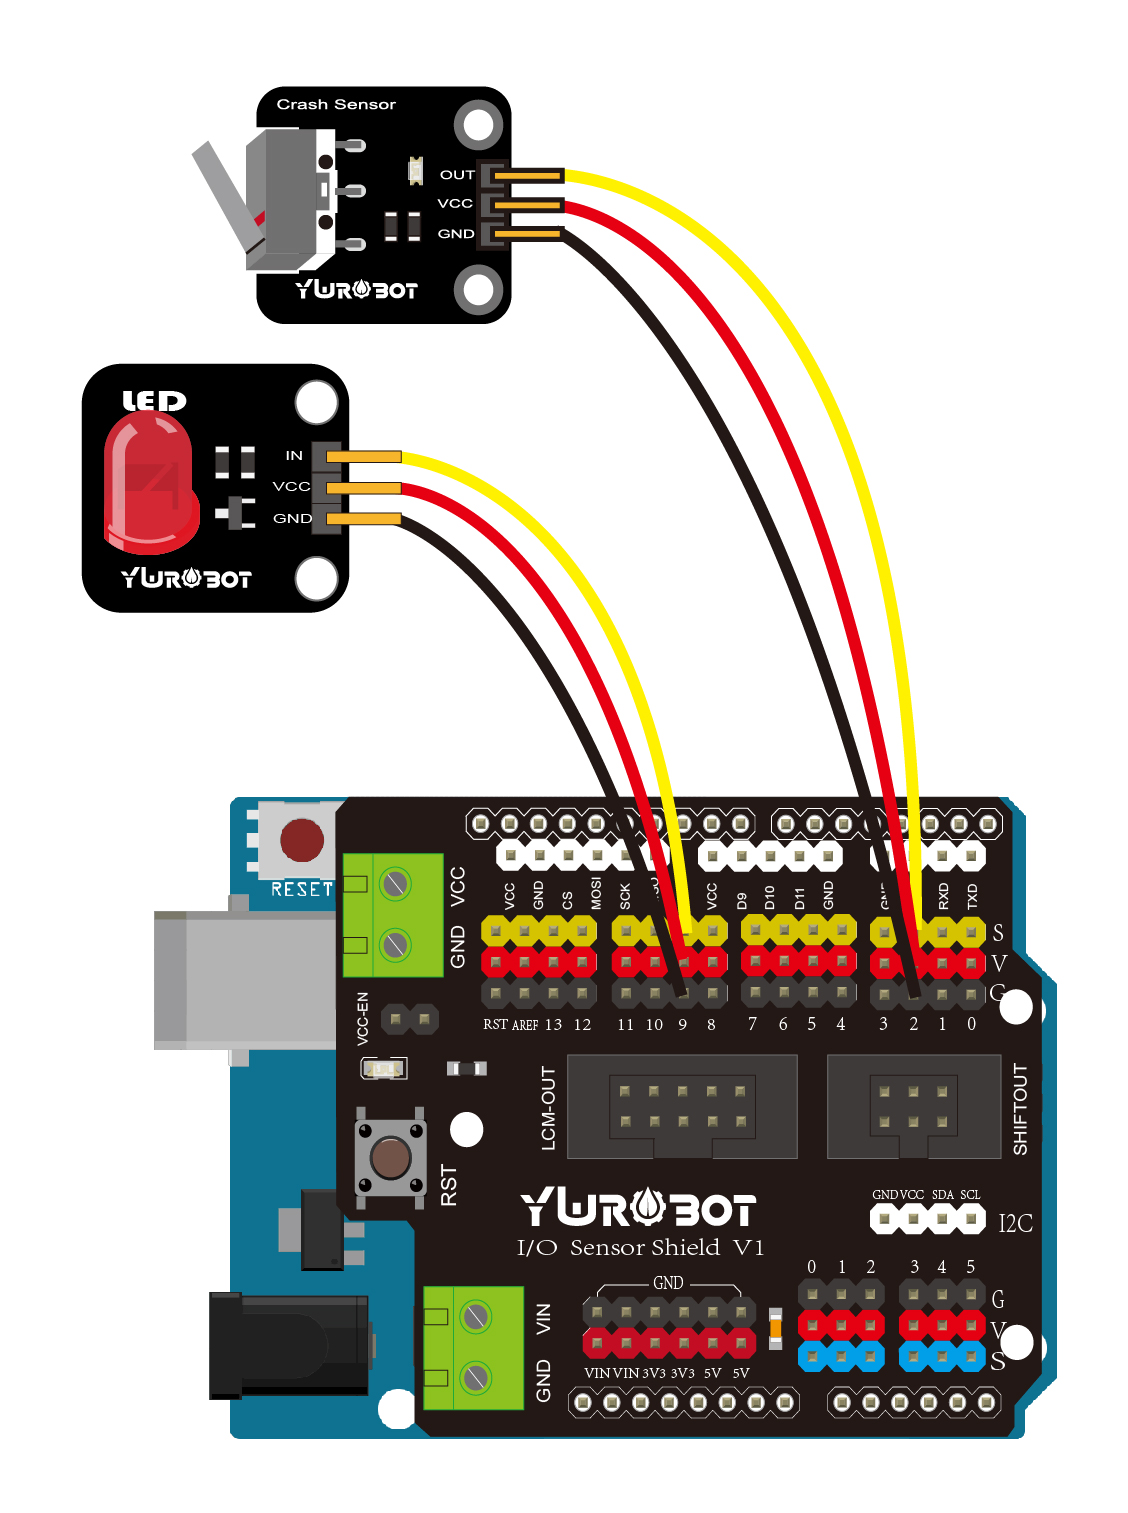 Crash Sensor
OUT
VCC
GND
YWROBOT
LED
IN
VCC
GND
YWROBOT
RESET
VCC
GND
VCC
GND
CS
MOSI
SCK
VCC
D9
D10
D11
GND
RXD
TXD
S
V
G
VCC-EN
RST AREF 13 12 11 10 9 8 7 6 5 4 3 2 1 0
LCM-OUT
SHIFTOUT
RST
YWROBOT
I/O Sensor Shield V1
GND VCC SDA SCL
I2C
GND
0 1 2 3 4 5
G
V
S
VIN
GND
VIN VIN 3V3 3V3 5V 5V